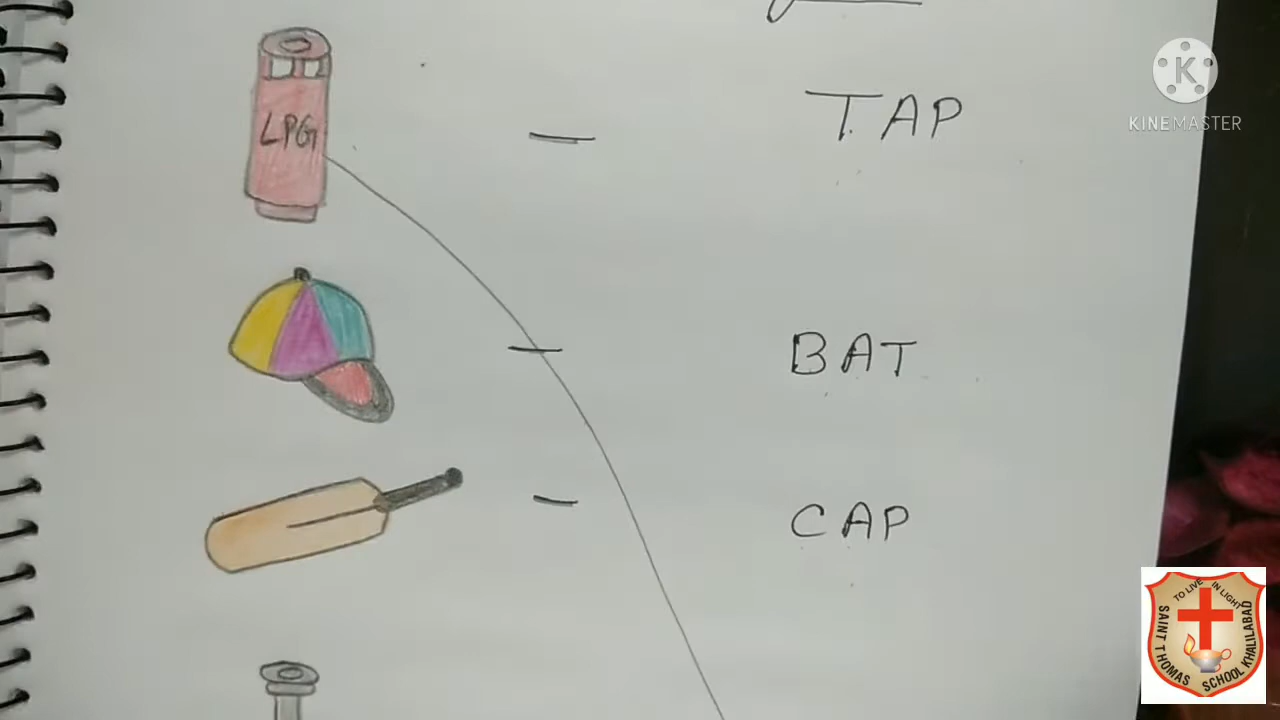 KINEMASTER
LPG
TAP
BAT
CAP
TO LIVE IN LIGHT
SAINT THOMAS SCHOOL KHALILABAD